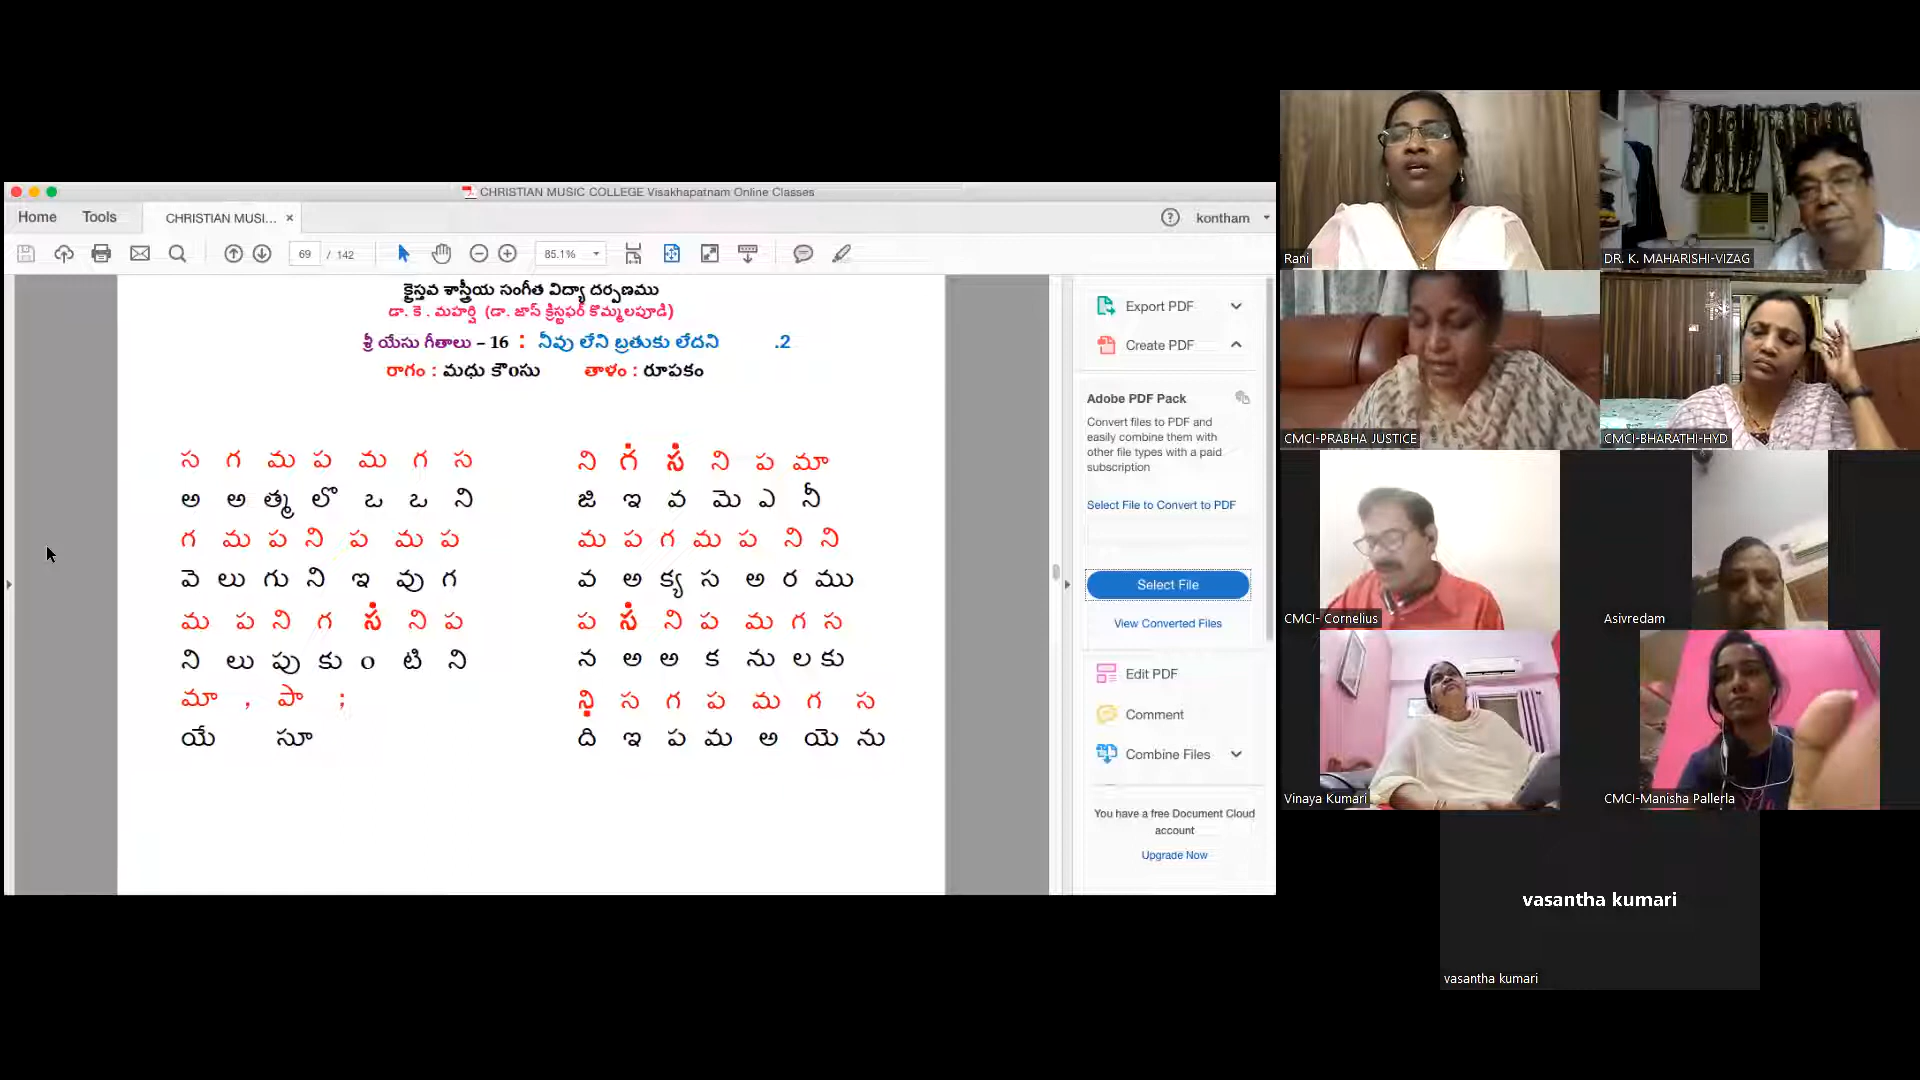 CHRISTIAN MUSIC COLLEGE Visakhapatnam Online Classes
Home Tools CHRISTIAN MUSI... × kontham
69 / 142 85.1%
క్రైస్తవ శాస్త్రీయ సంగీత విద్యా దర్పణము
డా. కె . మహర్షి (డా. జాస్ క్రిస్టఫర్ కొమ్మలపూడి)
శ్రీ యేసు గీతాలు – 16 : నీవు లేని బ్రతుకు లేదని .2
రాగం : మధు కౌంసు తాళం : రూపకం
స గ మ ప మ గ స
అ అ త్మ లొ ఒ ఒ ని
గ మ ప ని ప మ ప
వె లు గు ని ఇ వు గ
మ ప ని గ స ని ప
ని లు పు కు ం టి ని
మా , పా ;
యే సూ
ని గ స ని ప మా
జి ఇ వ మె ఎ నీ
మ ప గ మ ప ని ని
వ అ క్య స అ ర ము
ప స ని ప మ గ స
న అ అ క ను ల కు
ని స గ ప మ గ స
ది ఇ ప మ అ యె ను
Export PDF
Create PDF
Adobe PDF Pack
Convert files to PDF and
easily combine them with
other file types with a paid
subscription
Select File to Convert to PDF
Select File
View Converted Files
Edit PDF
Comment
Combine Files
You have a free Document Cloud
account
Upgrade Now
Rani
DR. K. MAHARISHI-VIZAG
CMCI-PRABHA JUSTICE
CMCI-BHARATHI-HYD
CMCI- Cornelius
Asivredam
Vinaya Kumari
CMCI-Manisha Pallerla
vasantha kumari
vasantha kumari